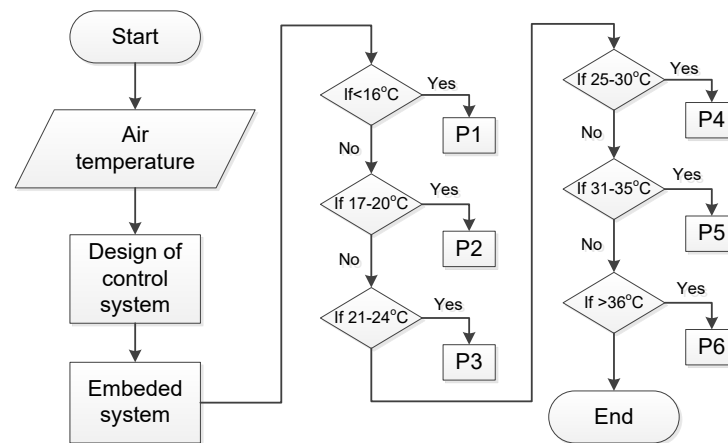 Start
Air
temperature
Design of
control
system
Embeded
system
If<16°C
Yes
P1
No
If 17-20°C
Yes
P2
No
If 21-24°C
Yes
P3
If 25-30°C
Yes
P4
No
If 31-35°C
Yes
P5
No
If >36°C
Yes
P6
End